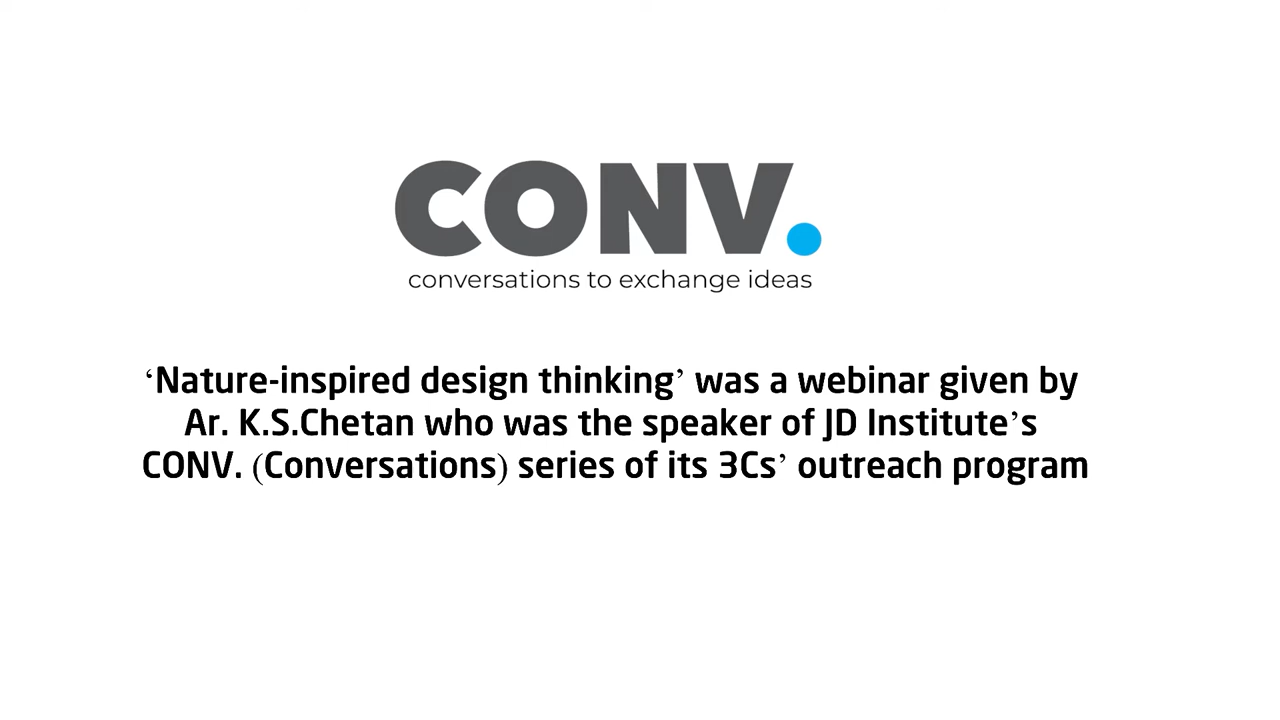 CONV.
conversations to exchange ideas
‘Nature-inspired design thinking’ was a webinar given by
Ar. K.S.Chetan who was the speaker of JD Institute’s
CONV. (Conversations) series of its 3Cs’ outreach program